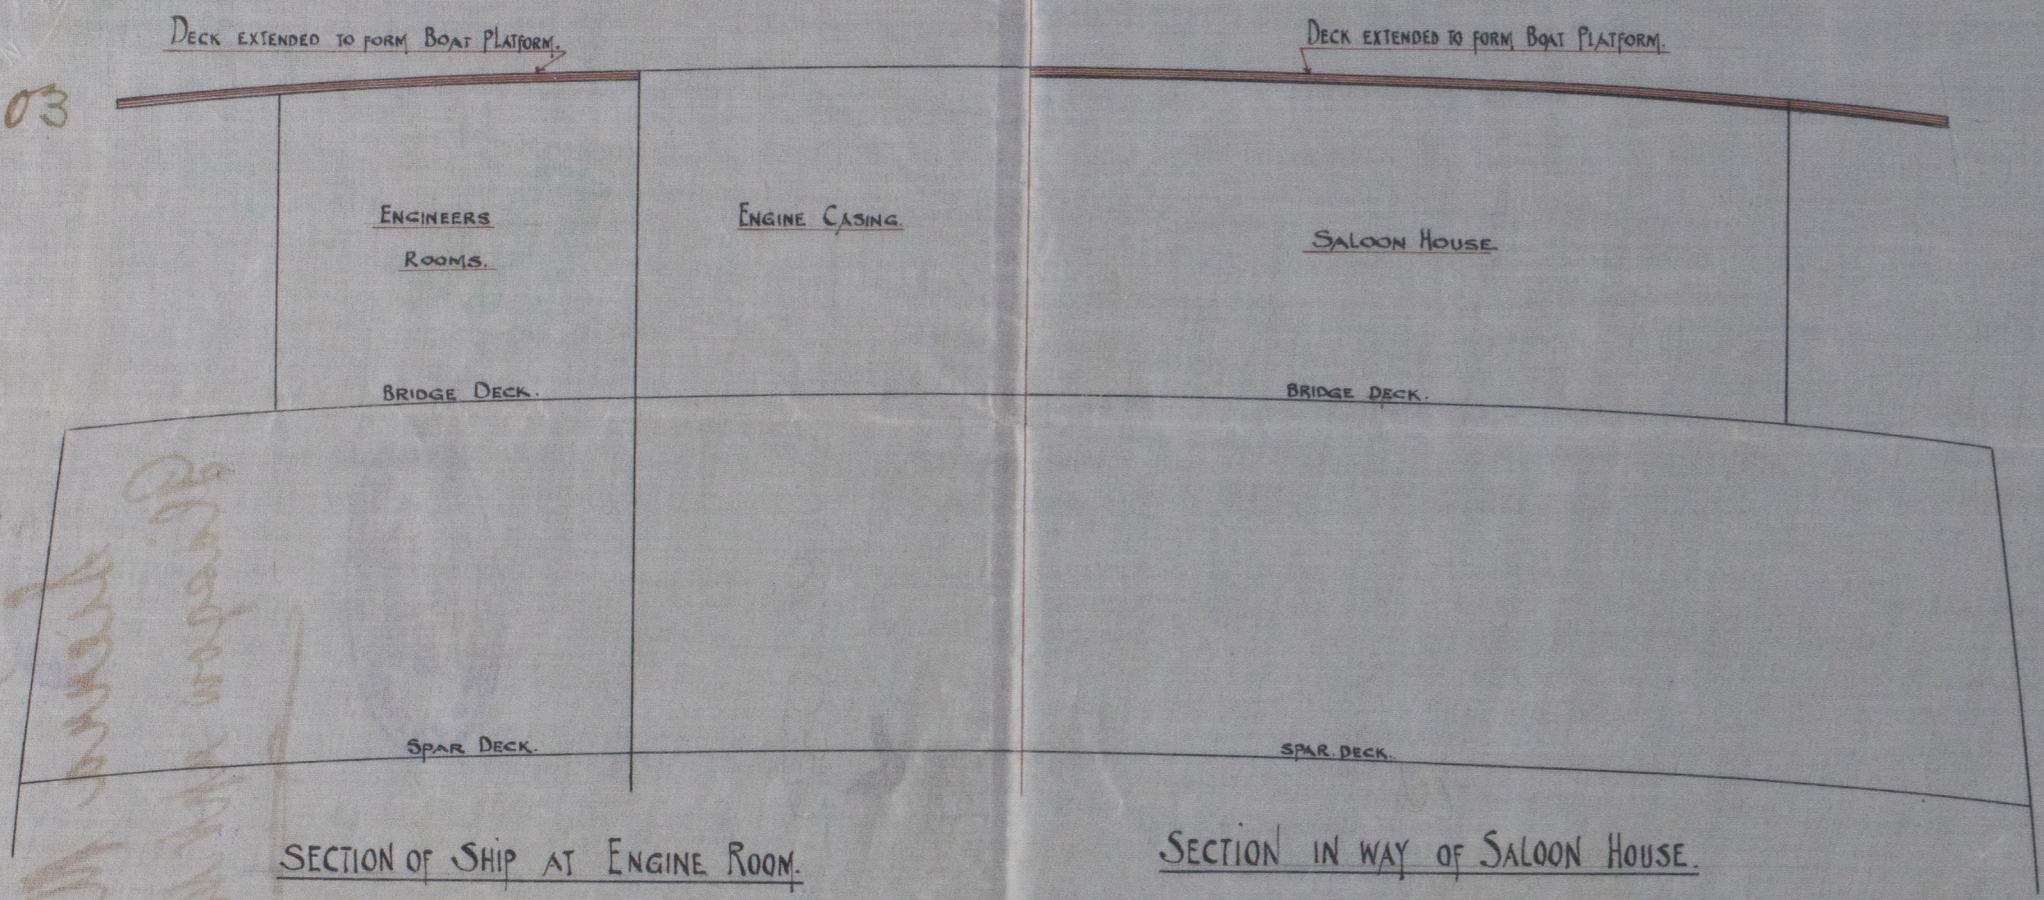 DECK EXTENDED TO FORM BOAT PLATFORM.
DECK EXTENDED TO FORM BOAT PLATFORM.
03
ENGINEERS
ROOMS.
ENGINE CASING.
SALOON HOUSE
BRIDGE DECK.
BRIDGE DECK.
SPAR DECK.
SPAR. DECK.
SECTION OF SHIP AT ENGINE ROOM.
SECTION IN WAY OF SALOON HOUSE.